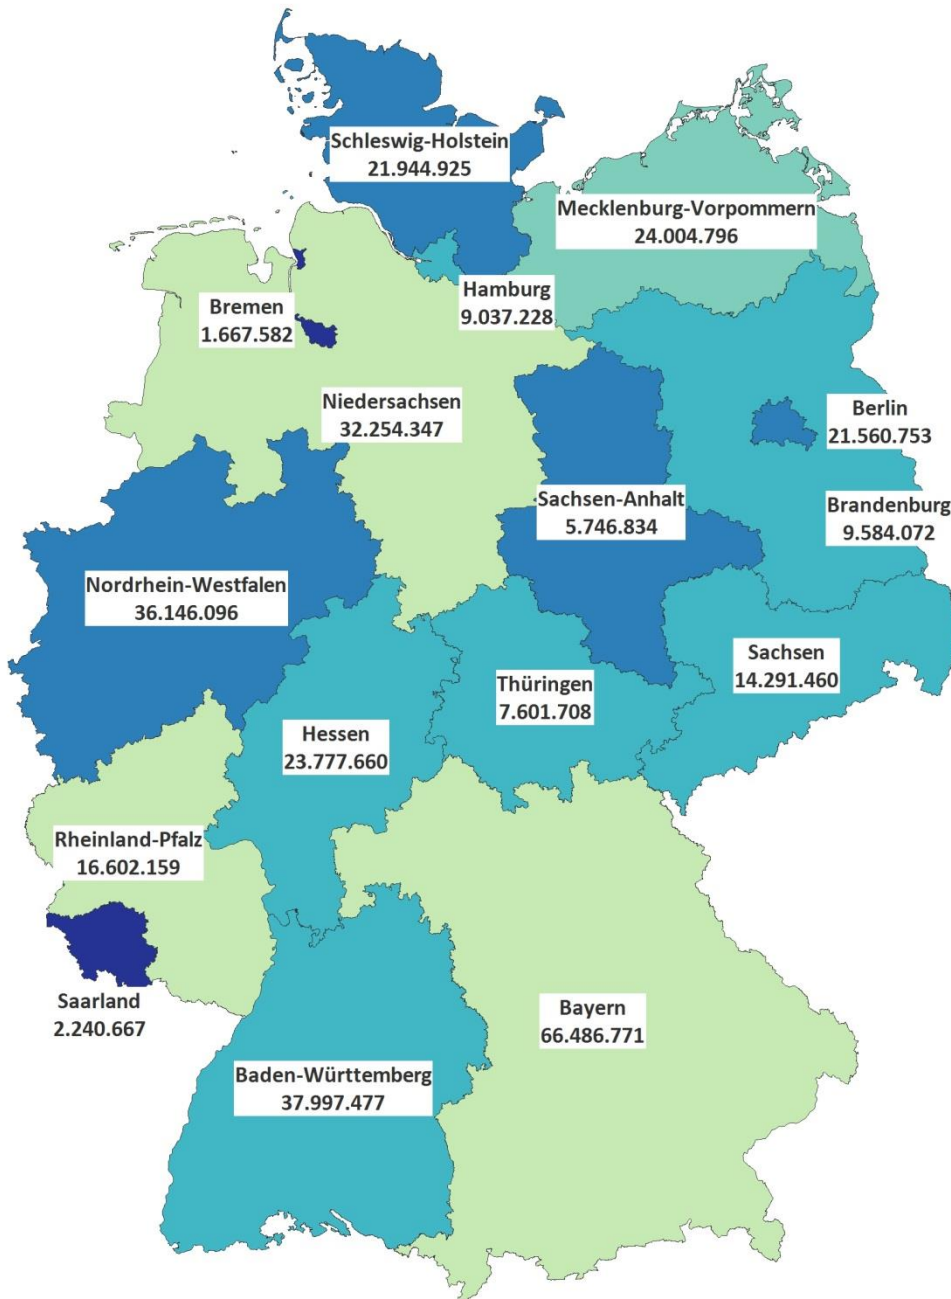 Schleswig-Holstein
21.944.925
Mecklenburg-Vorpommern
24.004.796
Hamburg
9.037.228
Bremen
1.667.582
Niedersachsen
32.254.347
Berlin
21.560.753
Sachsen-Anhalt
5.746.834
Brandenburg
9.584.072
Nordrhein-Westfalen
36.146.096
Sachsen
14.291.460
Thüringen
7.601.708
Hessen
23.777.660
Rheinland-Pfalz
16.602.159
Saarland
2.240.667
Bayern
66.486.771
Baden-Württemberg
37.997.477